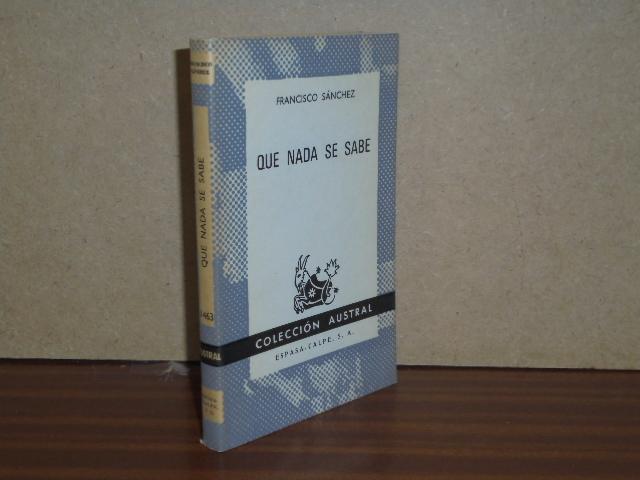 FRANCISCO SÁNCHEZ
QUE NADA SE SABE
COLECCIÓN AUSTRAL
ESPASA-CALPE, S. A.
QUE NADA SE SABE
AUSTRAL